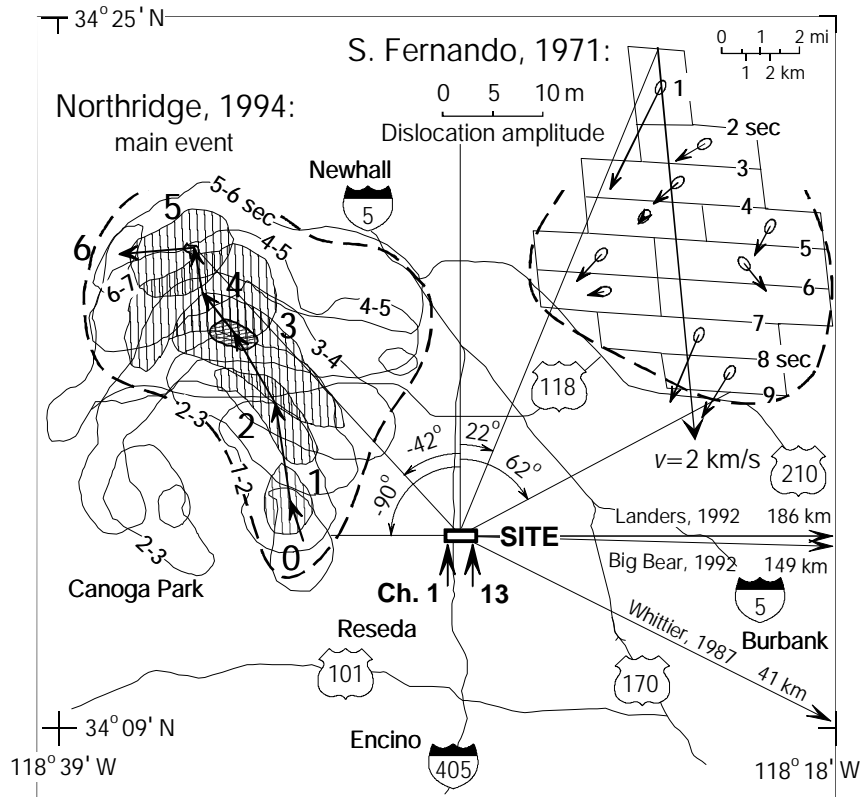 34° 25' N
S. Fernando, 1971:
0 1 2 mi
1 2 km
0 5 10 m
Dislocation amplitude
Northridge, 1994:
main event
Newhall
5
1
2 sec
3
4
5
6
7
8 sec
9
v=2 km/s
5-6 sec
4-5
4-5
3-4
6-7
2-3
1-2
2-3
6
5
4
3
2
1
0
118
210
-42°
22°
62°
-90°
SITE
Landers, 1992 186 km
Big Bear, 1992 149 km
Whittier, 1987
41 km
Ch. 1 13
Canoga Park
Reseda
5
Burbank
101
170
34° 09' N
Encino
405
118° 39' W
118° 18' W